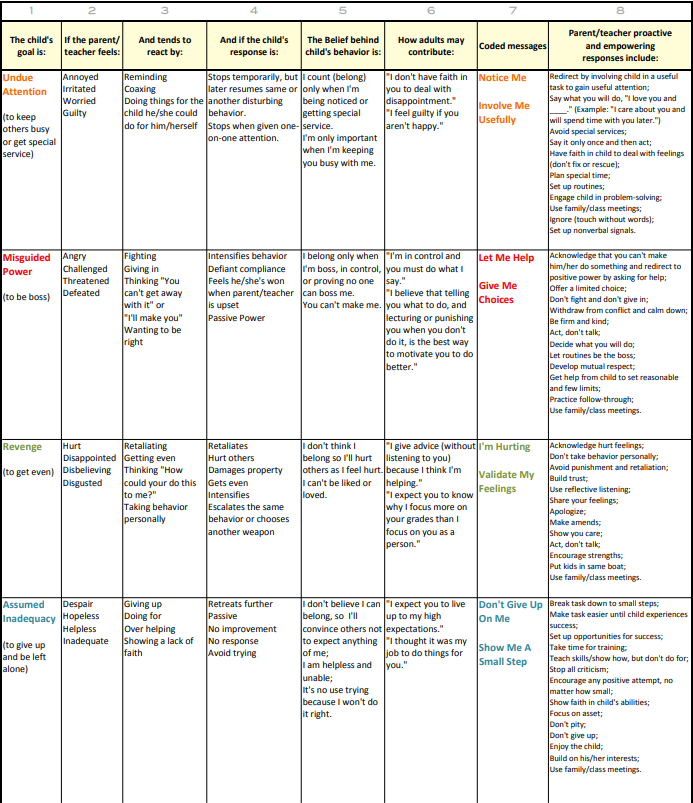 1 2 3 4 5 6 7 8
The child's
goal is:
If the parent/
teacher feels:
And tends to
react by:
And if the child's
response is:
The Belief behind
child's behavior is:
How adults may
contribute:
Coded messages
Parent/teacher proactive
and empowering
responses include:
Undue
Attention
(to keep
others busy
or get special
service)
Annoyed
Irritated
Worried
Guilty
Reminding
Coaxing
Doing things for the
child he/she could
do for him/herself
Stops temporarily, but
later resumes same or
another disturbing
behavior.
Stops when given one-
on-one attention.
I count (belong)
only when I'm
being noticed or
getting special
service.
I'm only important
when I'm keeping
you busy with me.
"I don't have faith in
you to deal with
disappointment."
"I feel guilty if you
aren't happy."
Notice Me
Involve Me
Usefully
Redirect by involving child in a useful
task to gain useful attention;
Say what you will do, "I love you and
____." (Example: "I care about you and
will spend time with you later.")
Avoid special services;
Say it only once and then act;
Have faith in child to deal with feelings
(don't fix or rescue);
Plan special time;
Set up routines;
Engage child in problem-solving;
Use family/class meetings;
Ignore (touch without words);
Set up nonverbal signals.
Misguided
Power
(to be boss)
Angry
Challenged
Threatened
Defeated
Fighting
Giving in
Thinking "You
can't get away
with it" or
"I'll make you"
Wanting to be
right
Intensifies behavior
Defiant compliance
Feels he/she's won
when parent/teacher
is upset
Passive Power
I belong only when
I'm boss, in control,
or proving no one
can boss me.
You can't make me.
"I'm in control and
you must do what I
say."
"I believe that telling
you what to do, and
lecturing or punishing
you when you don't
do it, is the best way
to motivate you to do
better."
Let Me Help
Give Me
Choices
Acknowledge that you can't make
him/her do something and redirect to
positive power by asking for help;
Offer a limited choice;
Don't fight and don't give in;
Withdraw from conflict and calm down;
Be firm and kind;
Act, don't talk;
Decide what you will do;
Let routines be the boss;
Develop mutual respect;
Get help from child to set reasonable
and few limits;
Practice follow-through;
Use family/class meetings.
Revenge
(to get even)
Hurt
Disappointed
Disbelieving
Disgusted
Retaliating
Getting even
Thinking "How
could your do this
to me?"
Taking behavior
personally
Retaliates
Hurt others
Damages property
Gets even
Intensifies
Escalates the same
behavior or chooses
another weapon
I don't think I
belong so I'll hurt
others as I feel hurt.
I can't be liked or
loved.
"I give advice (without
listening to you)
because I think I'm
helping."
"I expect you to know
why I focus more on
your grades than I
focus on you as a
person."
I'm Hurting
Validate My
Feelings
Acknowledge hurt feelings;
Don't take behavior personally;
Avoid punishment and retaliation;
Build trust;
Use reflective listening;
Share your feelings;
Apologize;
Make amends;
Show you care;
Act, don't talk;
Encourage strengths;
Put kids in same boat;
Use family/class meetings.
Assumed
Inadequacy
(to give up
and be left
alone)
Despair
Hopeless
Helpless
Inadequate
Giving up
Doing for
Over helping
Showing a lack of
faith
Retreats further
Passive
No improvement
No response
Avoid trying
I don't believe I can
belong, so I'll
convince others not
to expect anything
of me;
I am helpless and
unable;
It's no use trying
because I won't do
it right.
"I expect you to live
up to my high
expectations."
"I thought it was my
job to do things for
you."
Don't Give Up
On Me
Show Me A
Small Step
Break task down to small steps;
Make task easier until child experiences
success;
Set up opportunities for success;
Take time for training;
Teach skills/show how, but don't do for;
Stop all criticism;
Encourage any positive attempt, no
matter how small;
Show faith in child's abilities;
Focus on asset;
Don't pity;
Don't give up;
Enjoy the child;
Build on his/her interests;
Use family/class meetings.